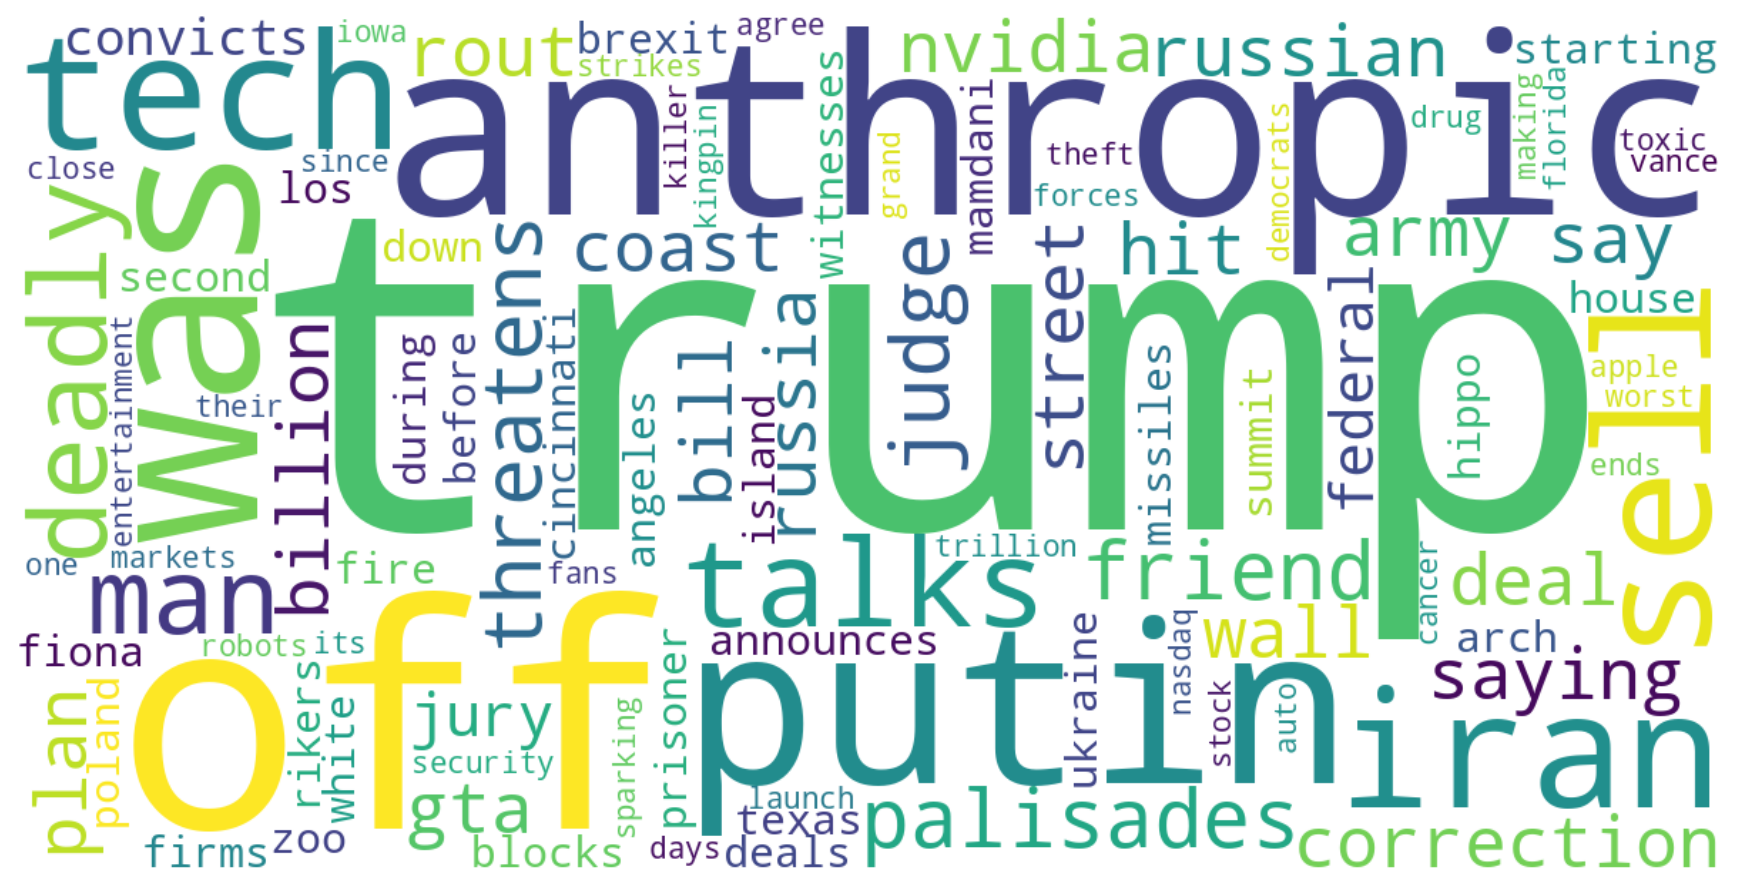 convicts
iowa
rout
brexit
agree
strikes
nvidia
russian
starting
tech
anthropic
killer
kingpin
witnesses
grand
mamdani
theft
forces
democrats
drug
making
florida
toxic
vance
close
since
los
deadly
was
second
down
threatens
coast
judge
street
hit
army
say
federal
house
sell
entertainment
their
billion
trump
during
before
cincinnati
angeles
bill
island
russia
missiles
summit
hippo
apple
worst
ends
one
markets
man
fire
fans
talks
trillion
friend
cancer
deal
fiona
robots
its
off
announces
putin
ukraine
nasdaq
wall
arch
saying
iran
plan
poland
rikers
white
jury
security
gta
sparking
prisoner
stock
auto
launch
texas
palisades
correction
firms
zoo
blocks
days
deals